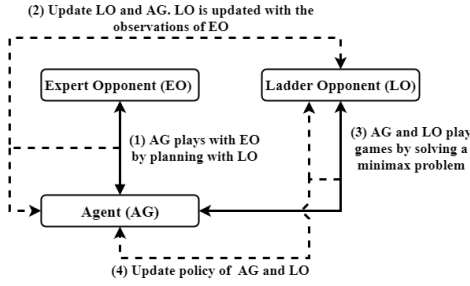 (2) Update LO and AG. LO is updated with the
observations of EO
Expert Opponent (EO)
Ladder Opponent (LO)
(1) AG plays with EO
by planning with LO
(3) AG and LO play
games by solving a
minimax problem
Agent (AG)
(4) Update policy of AG and LO